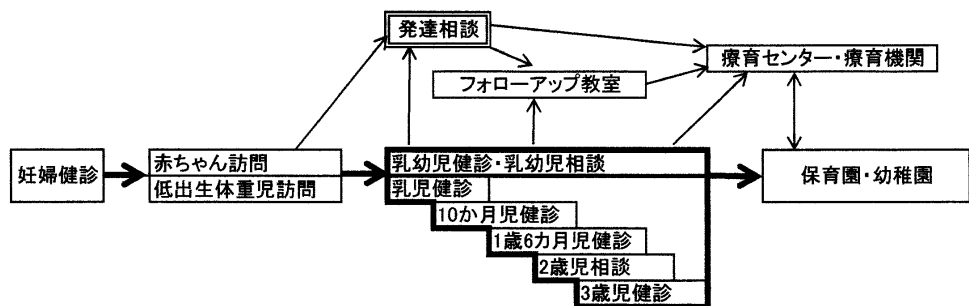 発達相談
療育センター・療育機関
フォローアップ教室
妊婦健診
赤ちゃん訪問
低出生体重児訪問
乳幼児健診・乳幼児相談
乳児健診
10か月児健診
1歳6カ月児健診
2歳児相談
3歳児健診
保育園・幼稚園